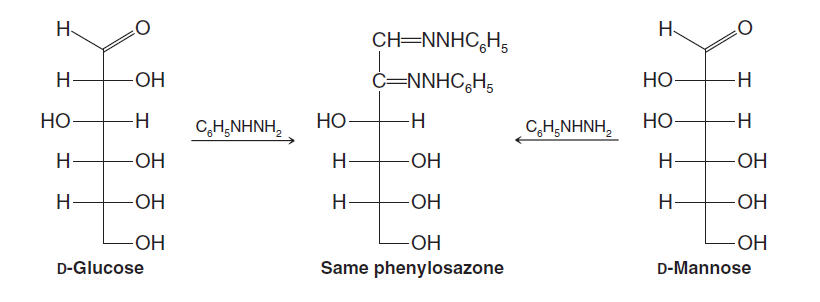 H O CH=NNHC₆H₅ H O
H OH C=NNHC₆H₅ HO H
HO H C₆H₅NHNH₂ HO H C₆H₅NHNH₂ HO H
H OH H OH H OH
H OH H OH H OH
OH OH OH
D-Glucose Same phenylosazone D-Mannose